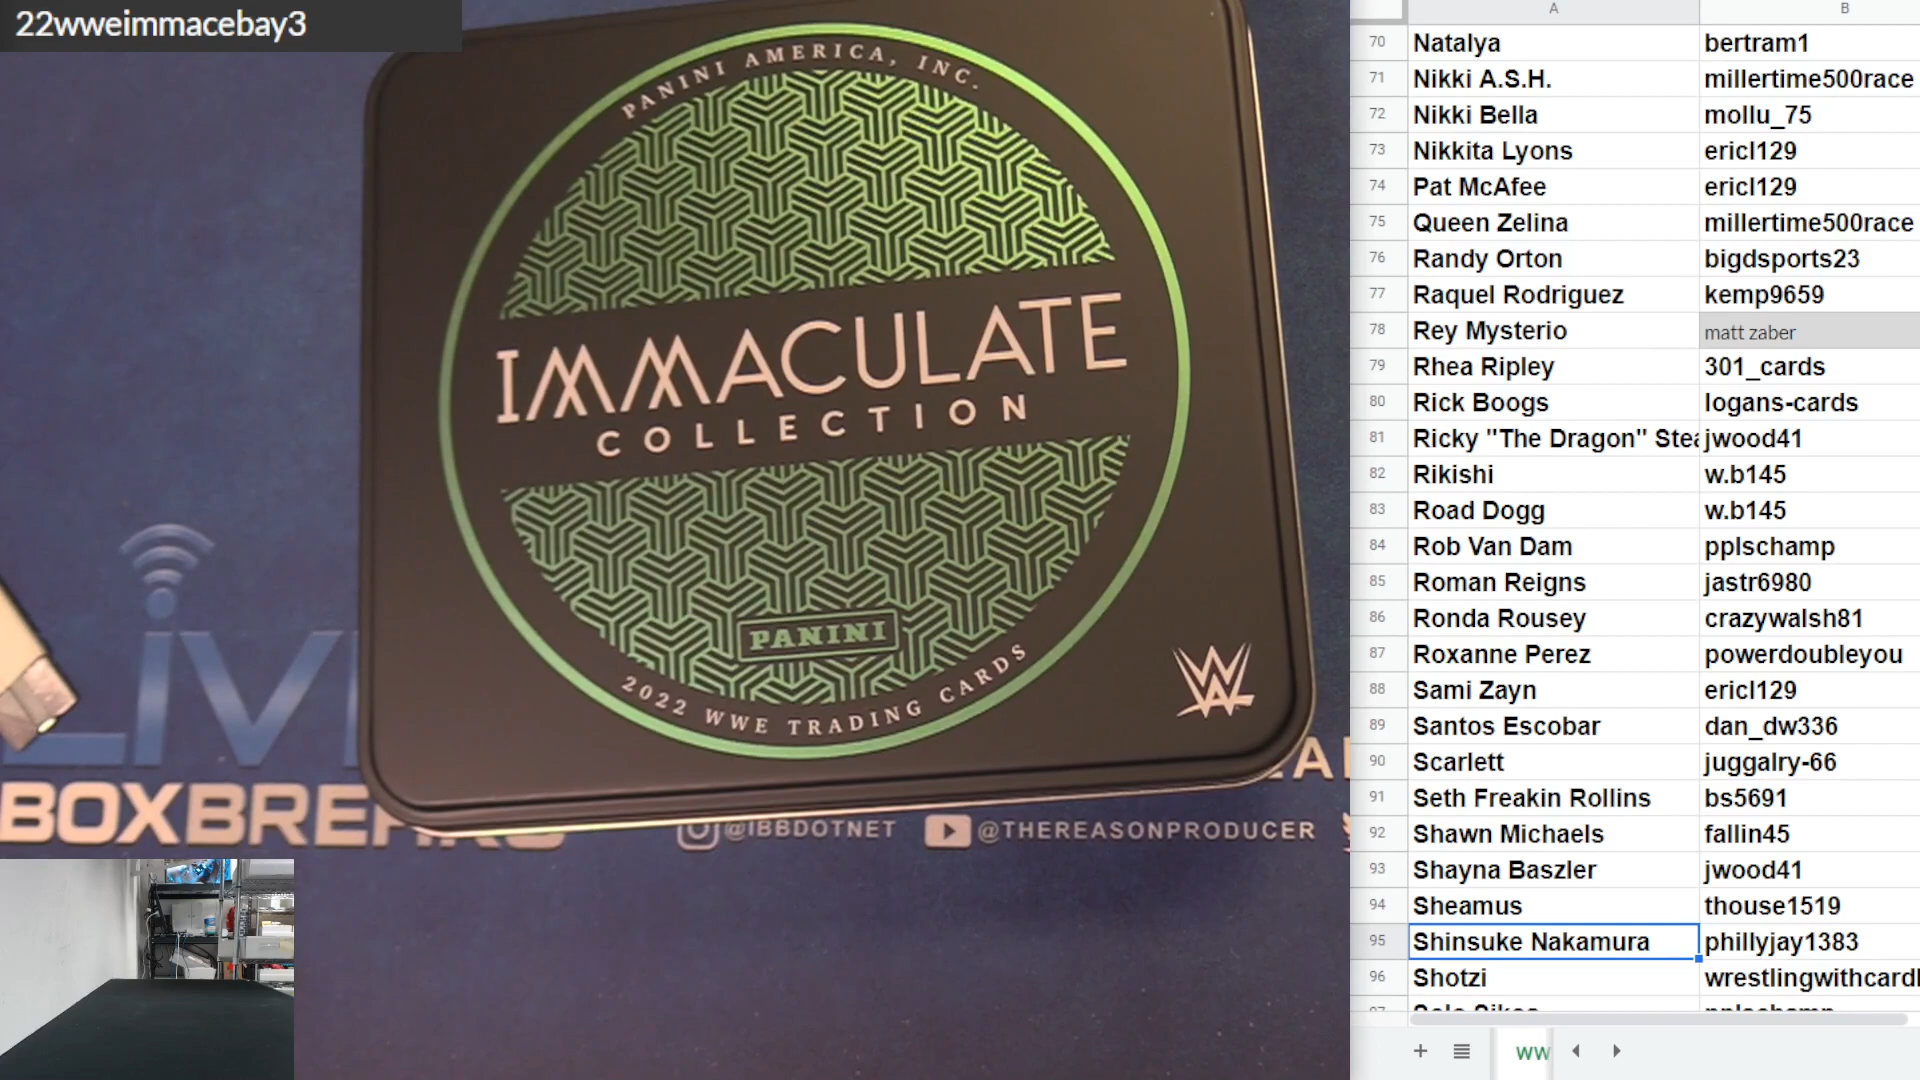 22wweimmacebay3
PANINI AMERICA, INC.
IMMACULATE
COLLECTION
PANINI
2022 WWE TRADING CARDS
W
LIV
BOXBRE
@IBBDOTNET
@THEREASONPRODUCER
A B
70 Natalya bertram1
71 Nikki A.S.H. millertime500race
72 Nikki Bella mollu_75
73 Nikkita Lyons ericl129
74 Pat McAfee ericl129
75 Queen Zelina millertime500race
76 Randy Orton bigdsports23
77 Raquel Rodriguez kemp9659
78 Rey Mysterio matt zaber
79 Rhea Ripley 301_cards
80 Rick Boogs logans-cards
81 Ricky "The Dragon" Stea jwood41
82 Rikishi w.b145
83 Road Dogg w.b145
84 Rob Van Dam pplschamp
85 Roman Reigns jastr6980
86 Ronda Rousey crazywalsh81
87 Roxanne Perez powerdoubleyou
88 Sami Zayn ericl129
89 Santos Escobar dan_dw336
90 Scarlett juggalry-66
91 Seth Freakin Rollins bs5691
92 Shawn Michaels fallin45
93 Shayna Baszler jwood41
94 Sheamus thouse1519
95 Shinsuke Nakamura phillyjay1383
96 Shotzi wrestlingwithcardl
ww